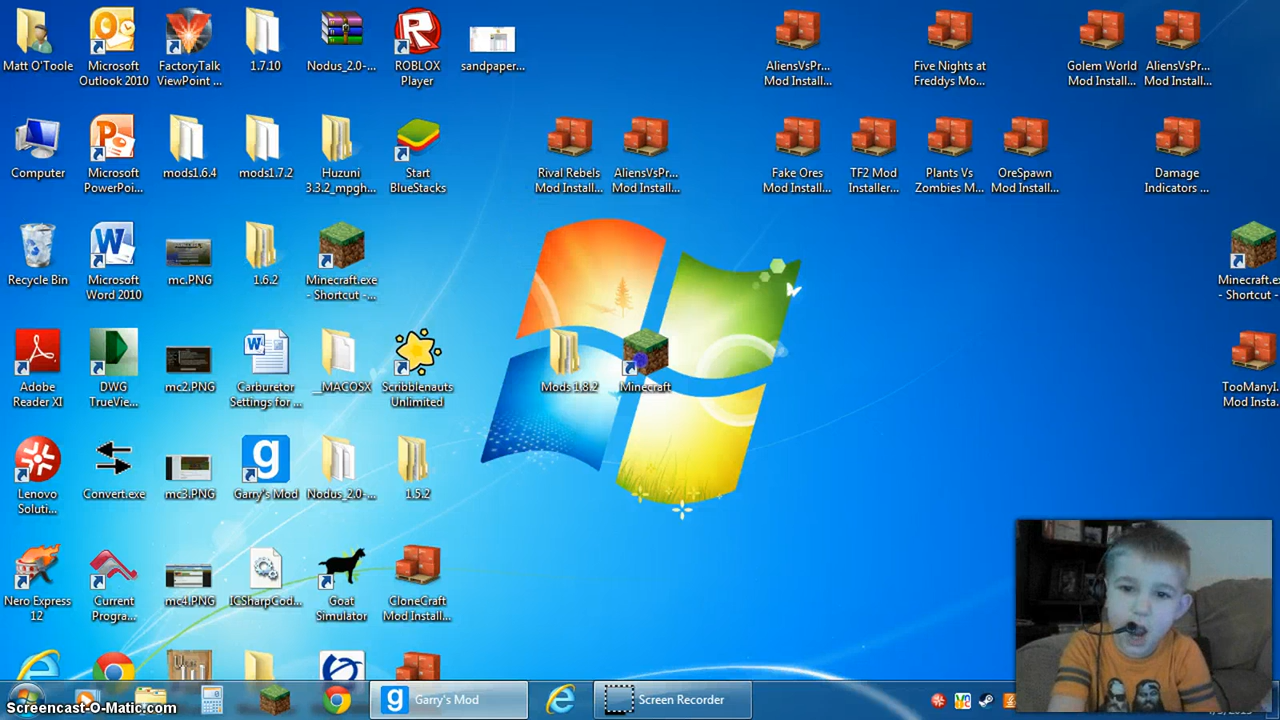 Matt O'Toole
Microsoft
Outlook 2010
FactoryTalk
ViewPoint ...
1.7.10
Nodus_2.0-...
ROBLOX
Player
sandpaper...
AliensVsPr...
Mod Install...
Five Nights at
Freddys Mo...
Golem World
Mod Install...
AliensVsPr...
Mod Install...
Computer
Microsoft
PowerPoi...
mods1.6.4
mods1.7.2
Huzuni
3.3.2_mpgh...
Start
BlueStacks
Rival Rebels
Mod Install...
AliensVsPr...
Mod Install...
Fake Ores
Mod Install...
TF2 Mod
Installer...
Plants Vs
Zombies M...
OreSpawn
Mod Install...
Damage
Indicators ...
Recycle Bin
Microsoft
Word 2010
mc.PNG
1.6.2
Minecraft.exe
- Shortcut -...
Minecraft.ex
- Shortcut -
Adobe
Reader XI
DWG
TrueVie...
mc2.PNG
Carburetor
Settings for ...
__MACOSX
Scribblenauts
Unlimited
Mods 1.8.2
Minecraft
TooManyI.
Mod Insta.
Lenovo
Soluti...
Convert.exe
mc3.PNG
g
Garry's Mod
Nodus_2.0-...
1.5.2
Nero Express
12
Current
Progra...
mc4.PNG
ICSharpCod...
Goat
Simulator
CloneCraft
Mod Install...
g Garry's Mod
Screen Recorder
Screencast-O-Matic.com